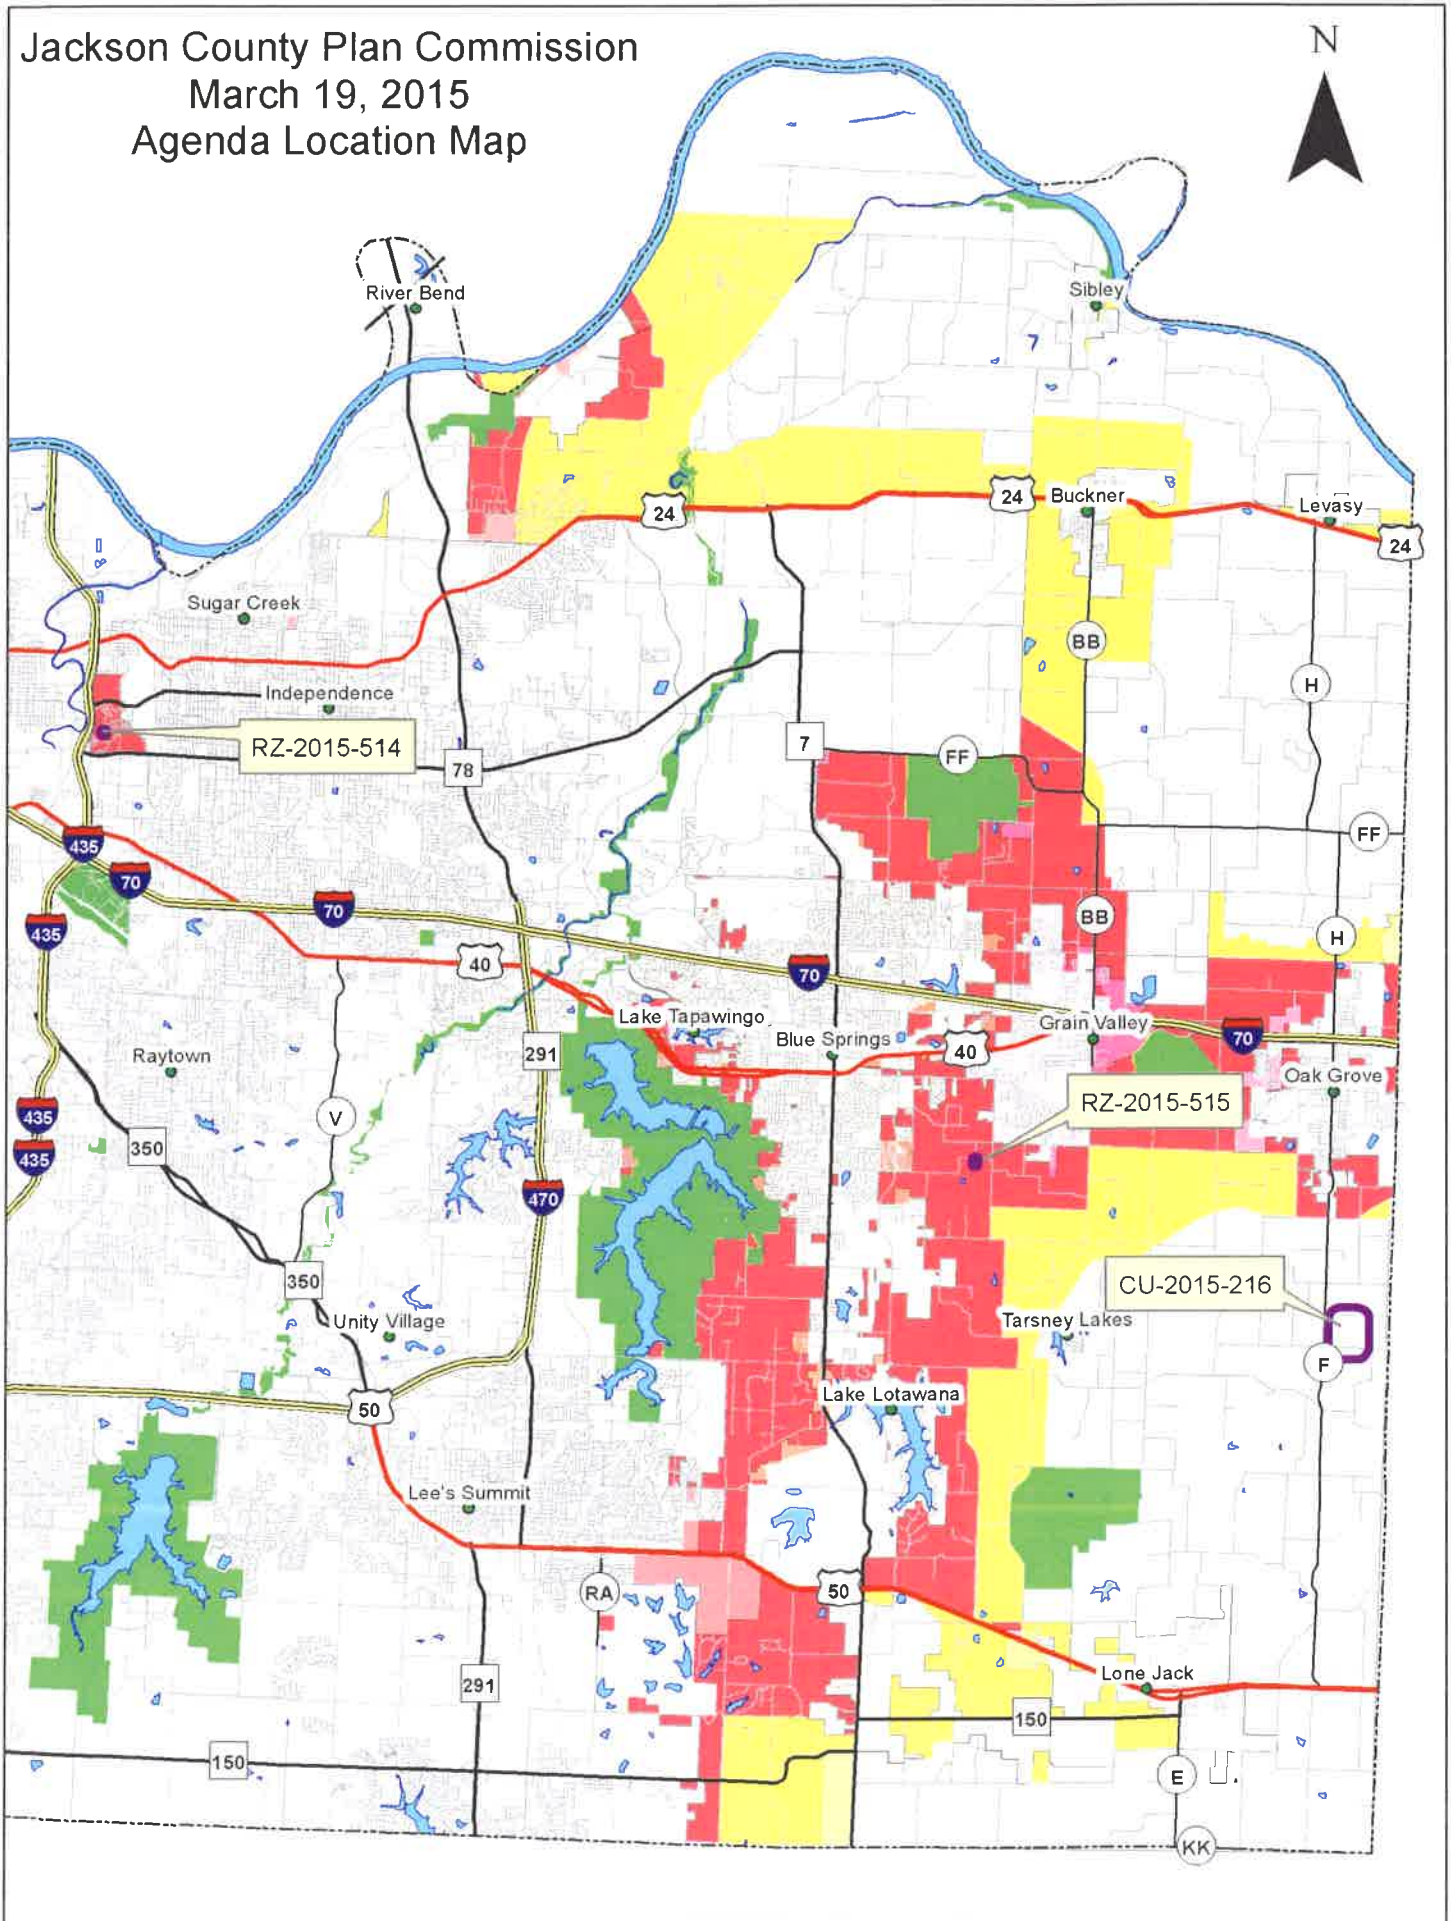 Jackson County Plan Commission
March 19, 2015
Agenda Location Map
N
River Bend
Sibley
24
24
Buckner
Levasy
24
Sugar Creek
BB
H
Independence
RZ-2015-514
7
FF
78
FF
435
70
70
BB
435
H
40
70
Lake Tapawingo
Grain Valley
Blue Springs
70
291
40
Raytown
Oak Grove
RZ-2015-515
435
V
350
435
470
350
CU-2015-216
Unity Village
Tarsney Lakes
F
Lake Lotawana
50
Lee's Summit
50
RA
Lone Jack
291
150
150
E
KK